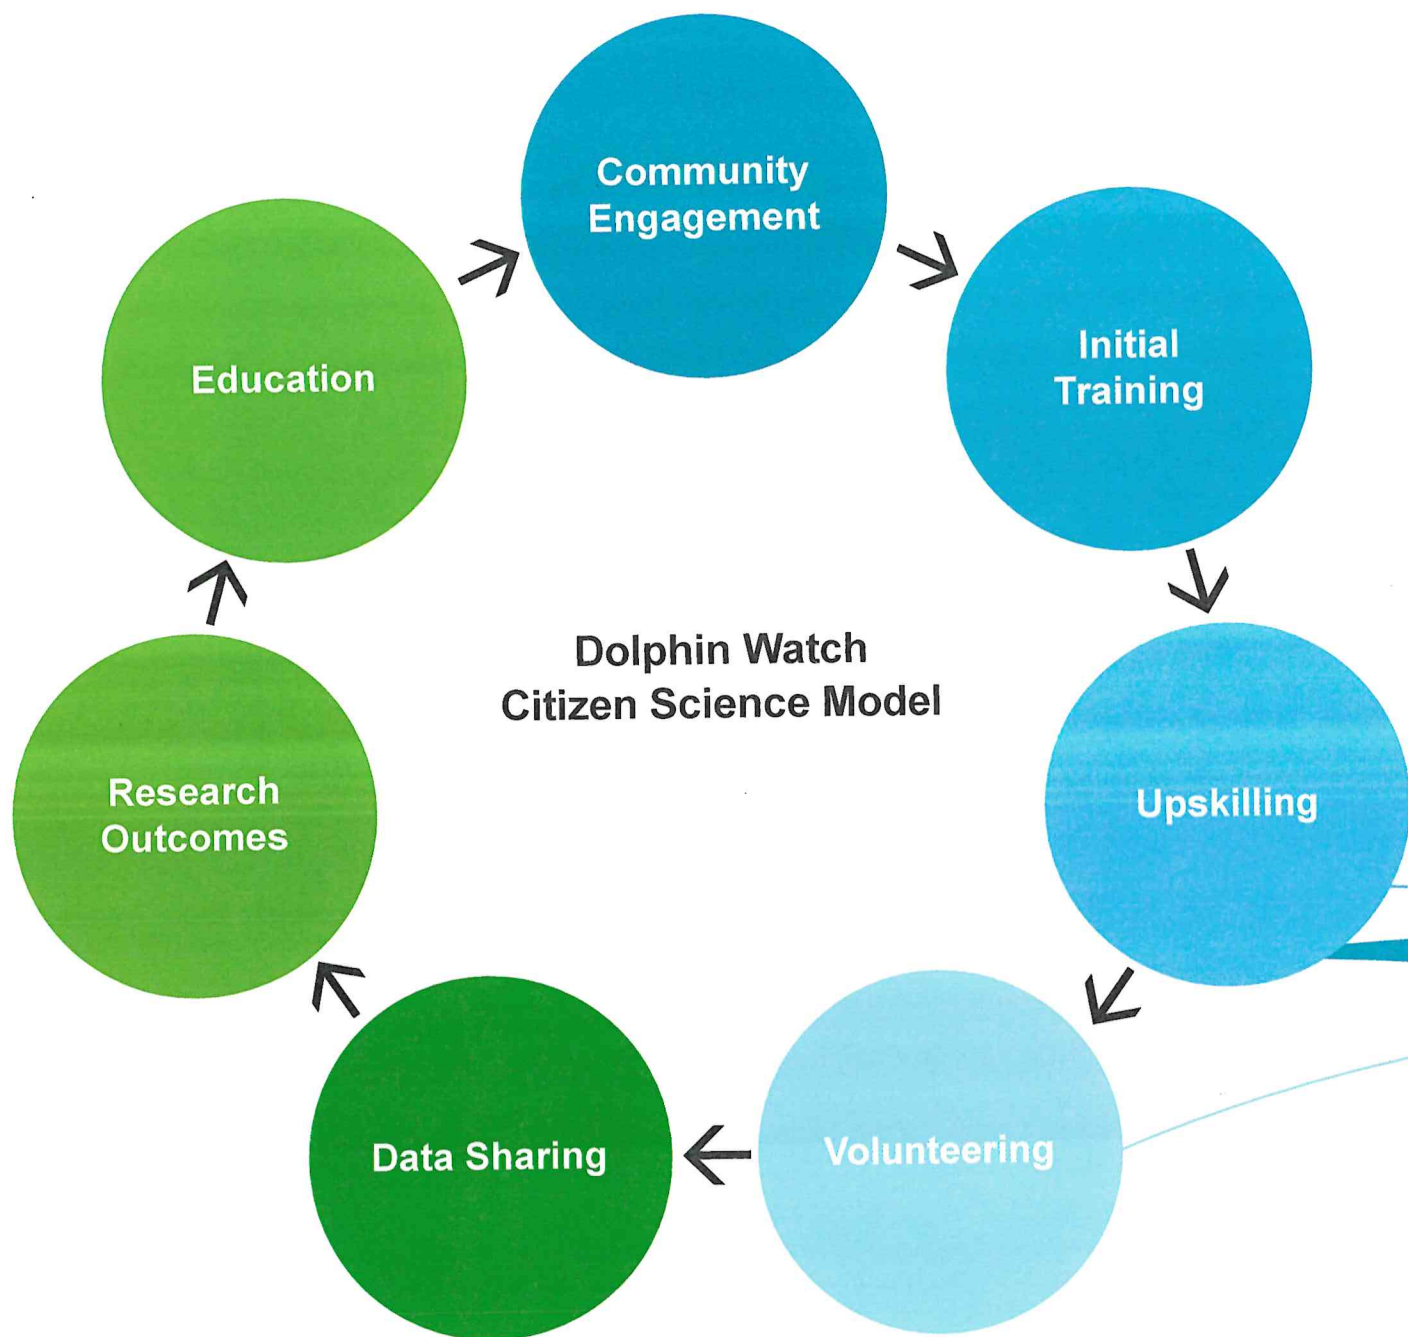 Community
Engagement
Initial
Training
Upskilling
Volunteering
Data Sharing
Research
Outcomes
Education
Dolphin Watch
Citizen Science Model